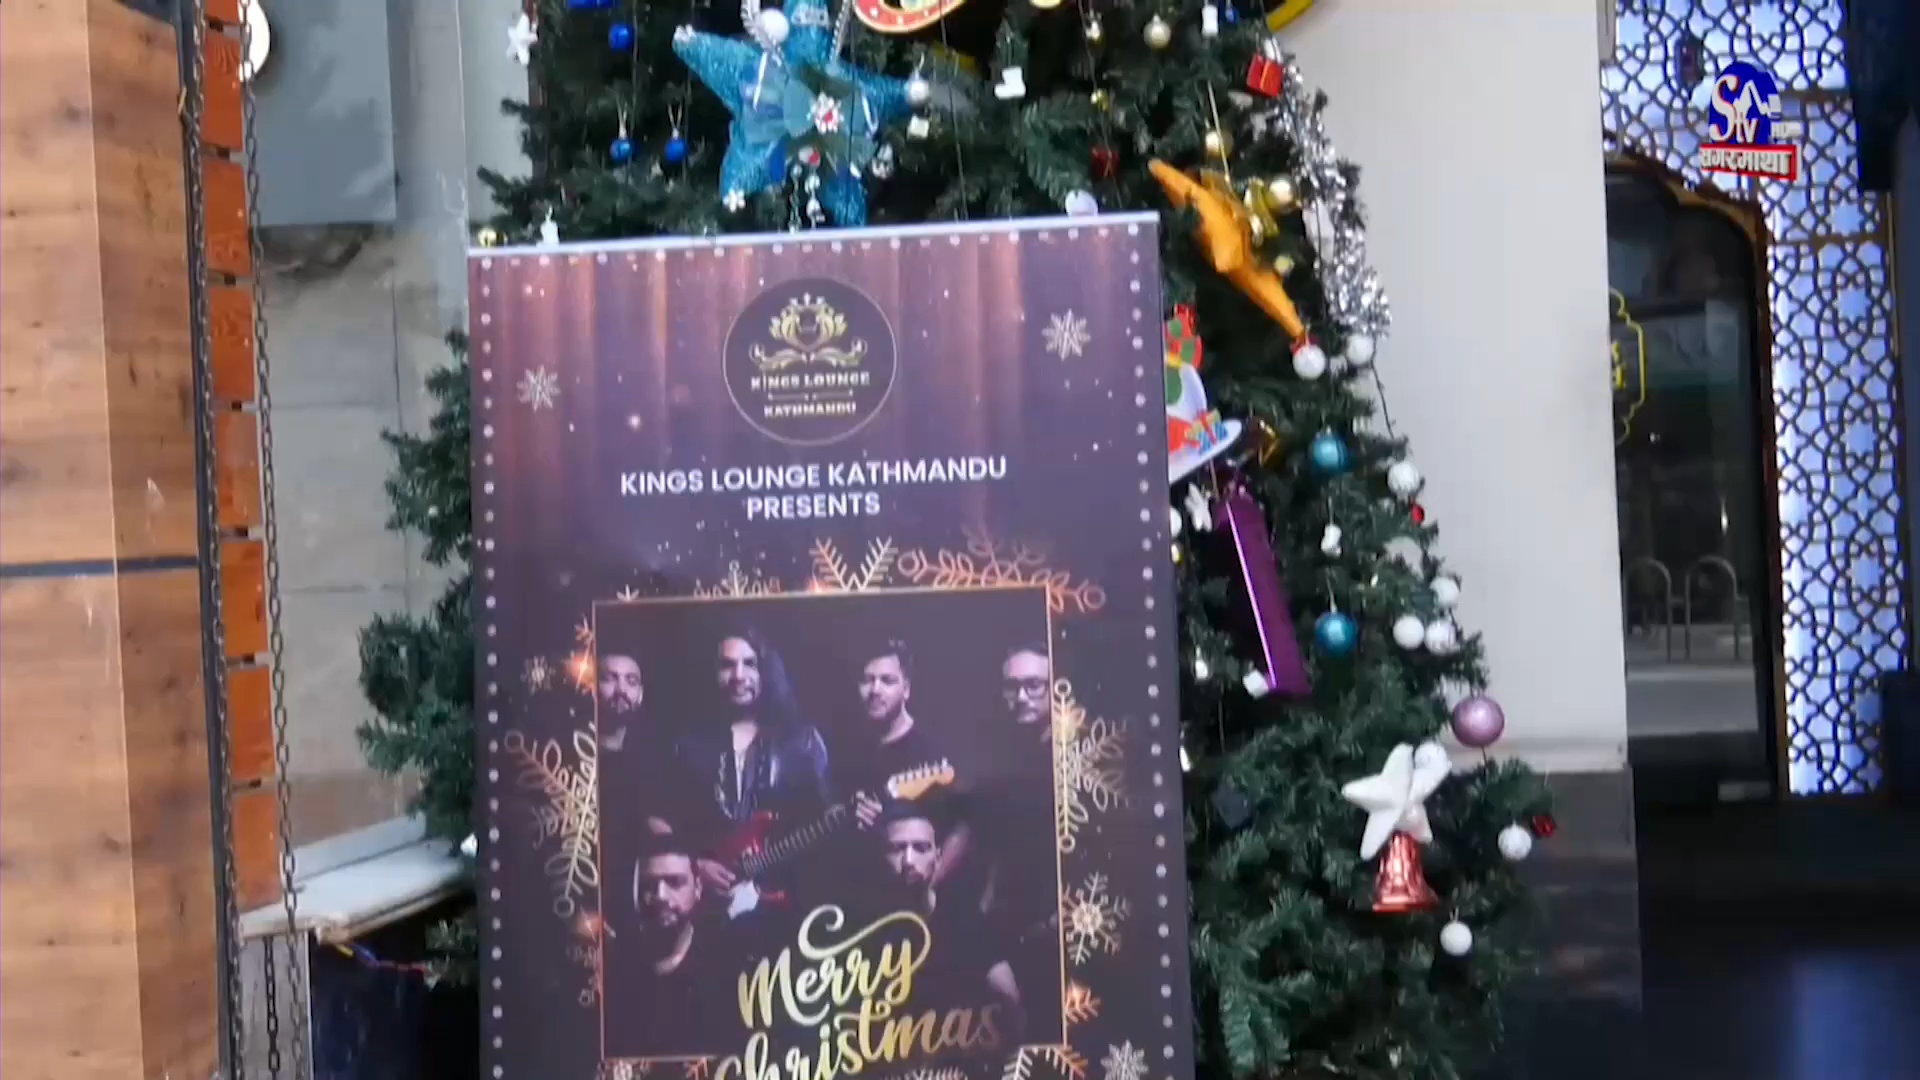 Stv
सगरमाथा
KINGS LOUNGE
KATHMANDU
KINGS LOUNGE KATHMANDU
PRESENTS
Merry
Christmas